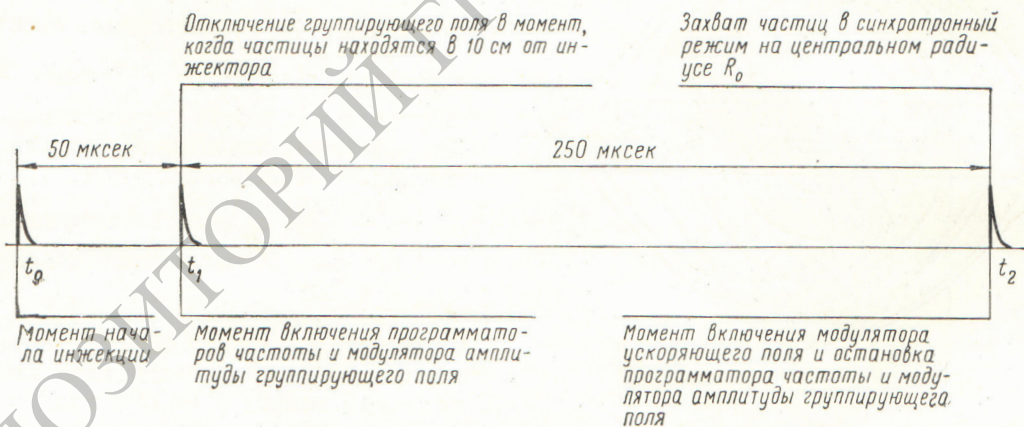 Отключение группирующего поля в момент,
когда частицы находятся в 10 см от ин-
жектора
Захват частиц в синхротронный
режим на центральном ради-
усе R₀
50 мксек
250 мксек
t₀
t₁
t₂
Момент нача-
ла инжекции
Момент включения программато-
ров частоты и модулятора ампли-
туды группирующего поля
Момент включения модулятора
ускоряющего поля и остановка
программатора частоты и моду-
лятора амплитуды группирующега
поля
ОЗИТОРИЙ Г